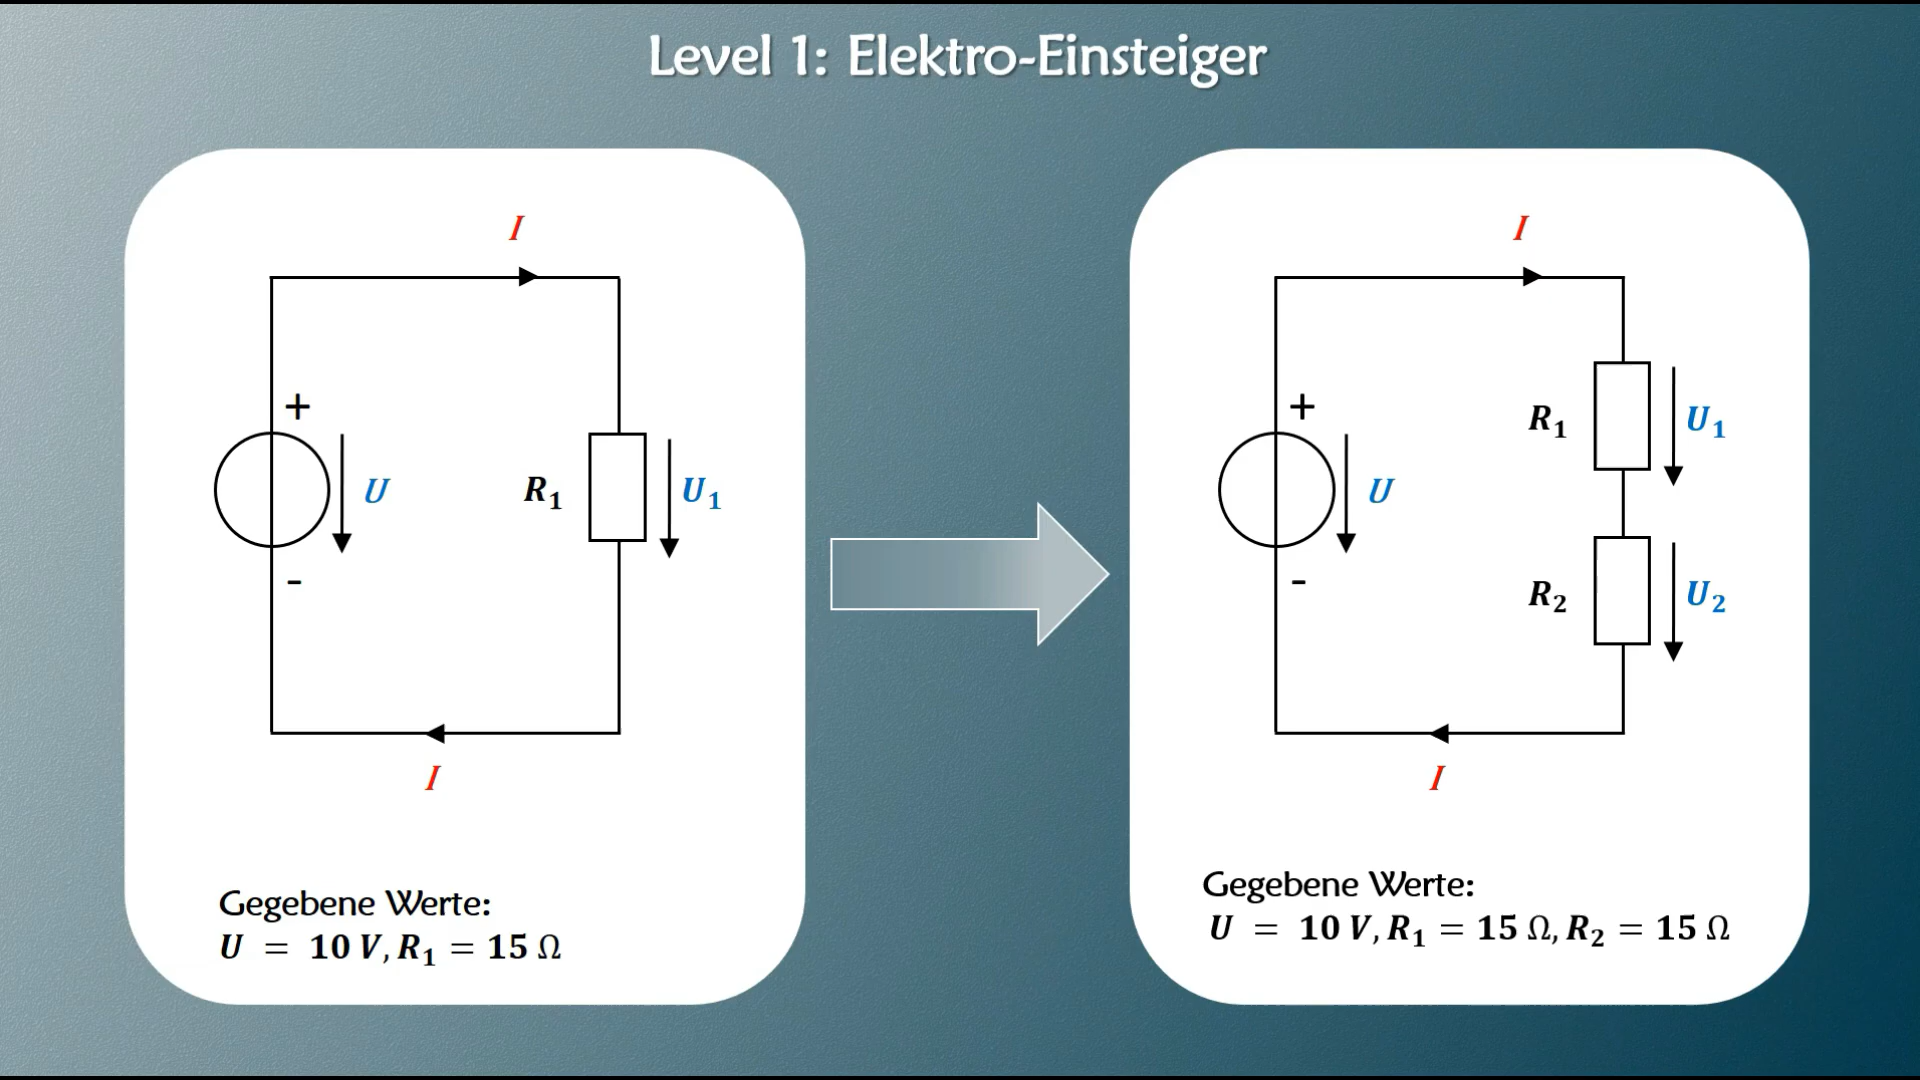 Level 1: Elektro-Einsteiger
I
+
U
R₁
U₁
-
I
Gegebene Werte:
U = 10 V, R₁ = 15 Ω
I
+
R₁
U₁
U
-
R₂
U₂
I
Gegebene Werte:
U = 10 V, R₁ = 15 Ω, R₂ = 15 Ω